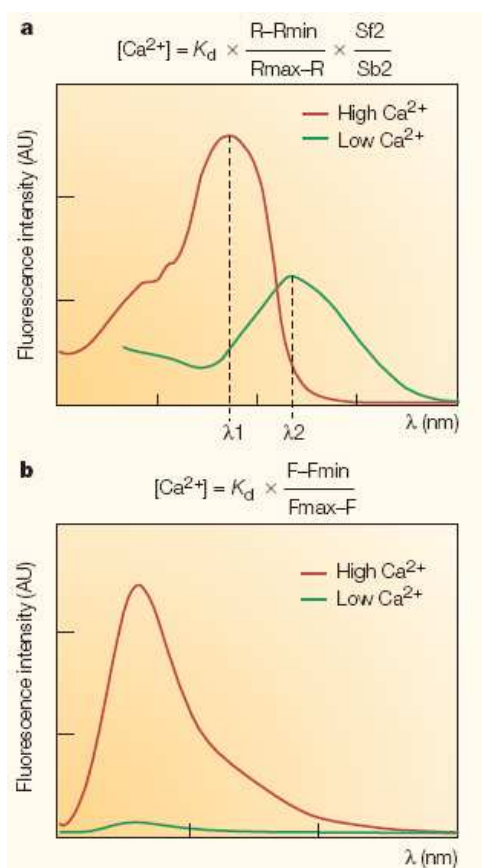 a
[Ca2+] = Kd × R–Rmin / Rmax–R × Sf2 / Sb2
Fluorescence intensity (AU)
High Ca2+
Low Ca2+
λ1 λ2 λ (nm)
b
[Ca2+] = Kd × F–Fmin / Fmax–F
Fluorescence intensity (AU)
High Ca2+
Low Ca2+
λ (nm)